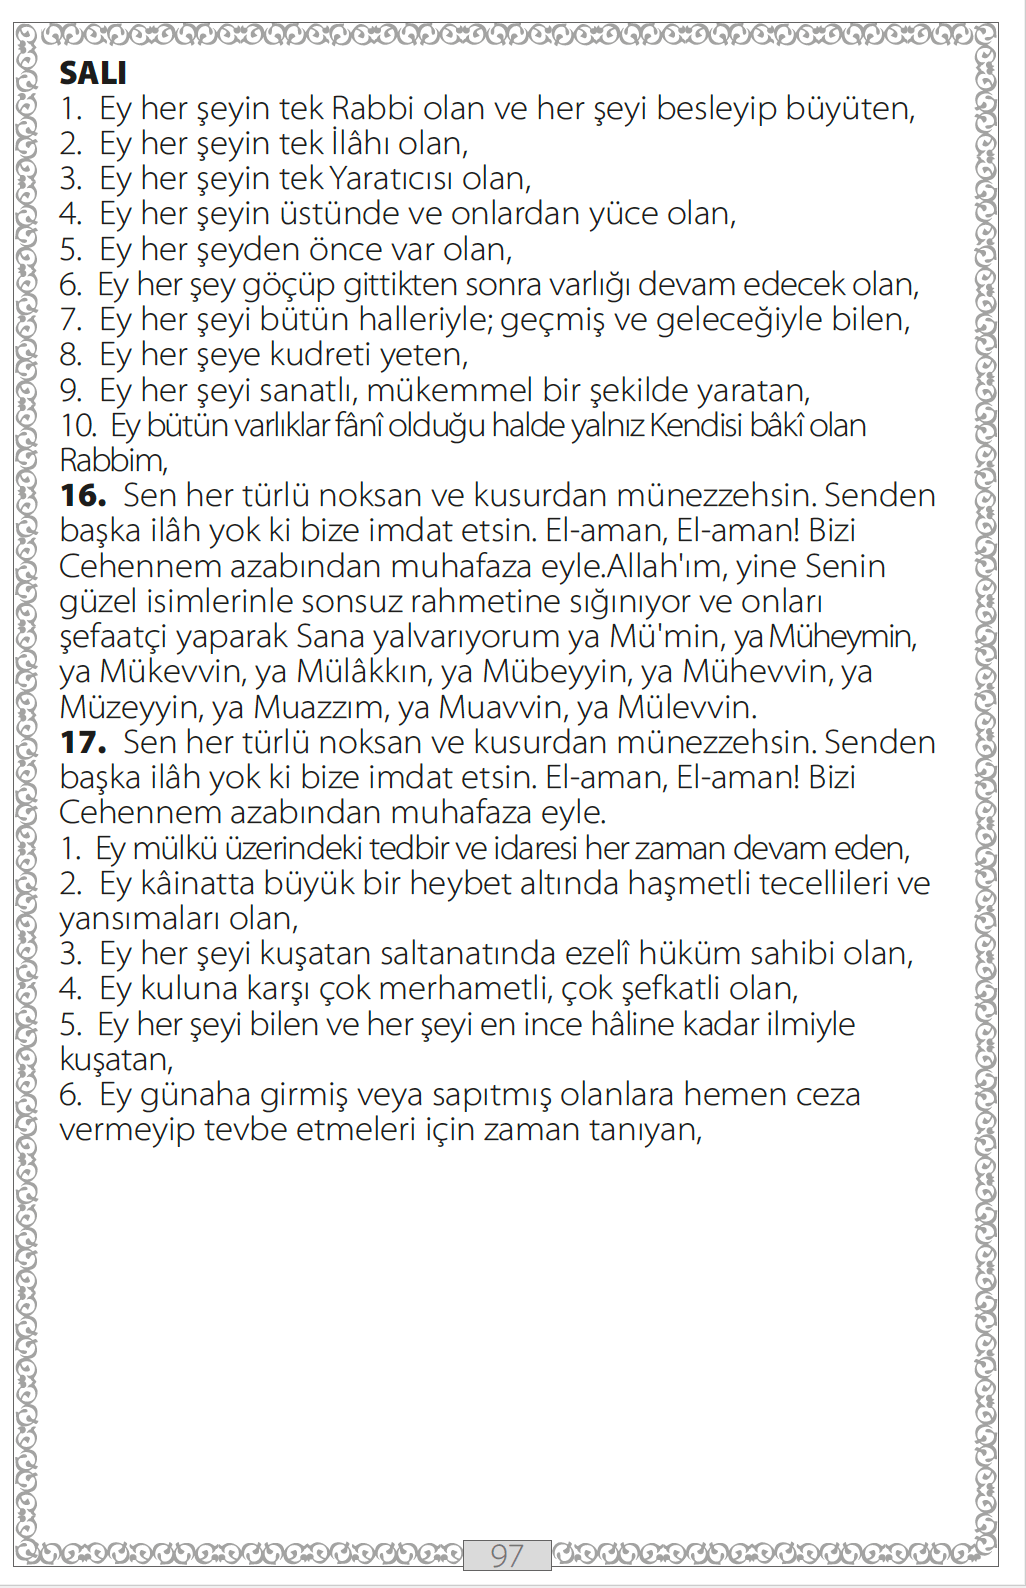 SALI
1. Ey her şeyin tek Rabbi olan ve her şeyi besleyip büyüten,
2. Ey her şeyin tek İlâhı olan,
3. Ey her şeyin tek Yaratıcısı olan,
4. Ey her şeyin üstünde ve onlardan yüce olan,
5. Ey her şeyden önce var olan,
6. Ey her şey göçüp gittikten sonra varlığı devam edecek olan,
7. Ey her şeyi bütün halleriyle; geçmiş ve geleceğiyle bilen,
8. Ey her şeye kudreti yeten,
9. Ey her şeyi sanatlı, mükemmel bir şekilde yaratan,
10. Ey bütün varlıklar fânî olduğu halde yalnız Kendisi bâkî olan
Rabbim,
16. Sen her türlü noksan ve kusurdan münezzehsin. Senden
başka ilâh yok ki bize imdat etsin. El-aman, El-aman! Bizi
Cehennem azabından muhafaza eyle.Allah'ım, yine Senin
güzel isimlerinle sonsuz rahmetine sığınıyor ve onları
şefaatçi yaparak Sana yalvarıyorum ya Mü'min, ya Müheymin,
ya Mükevvin, ya Mülâkkın, ya Mübeyyin, ya Mühevvin, ya
Müzeyyin, ya Muazzım, ya Muavvin, ya Mülevvin.
17. Sen her türlü noksan ve kusurdan münezzehsin. Senden
başka ilâh yok ki bize imdat etsin. El-aman, El-aman! Bizi
Cehennem azabından muhafaza eyle.
1. Ey mülkü üzerindeki tedbir ve idaresi her zaman devam eden,
2. Ey kâinatta büyük bir heybet altında haşmetli tecellileri ve
yansımaları olan,
3. Ey her şeyi kuşatan saltanatında ezelî hüküm sahibi olan,
4. Ey kuluna karşı çok merhametli, çok şefkatli olan,
5. Ey her şeyi bilen ve her şeyi en ince hâline kadar ilmiyle
kuşatan,
6. Ey günaha girmiş veya sapıtmış olanlara hemen ceza
vermeyip tevbe etmeleri için zaman tanıyan,
97